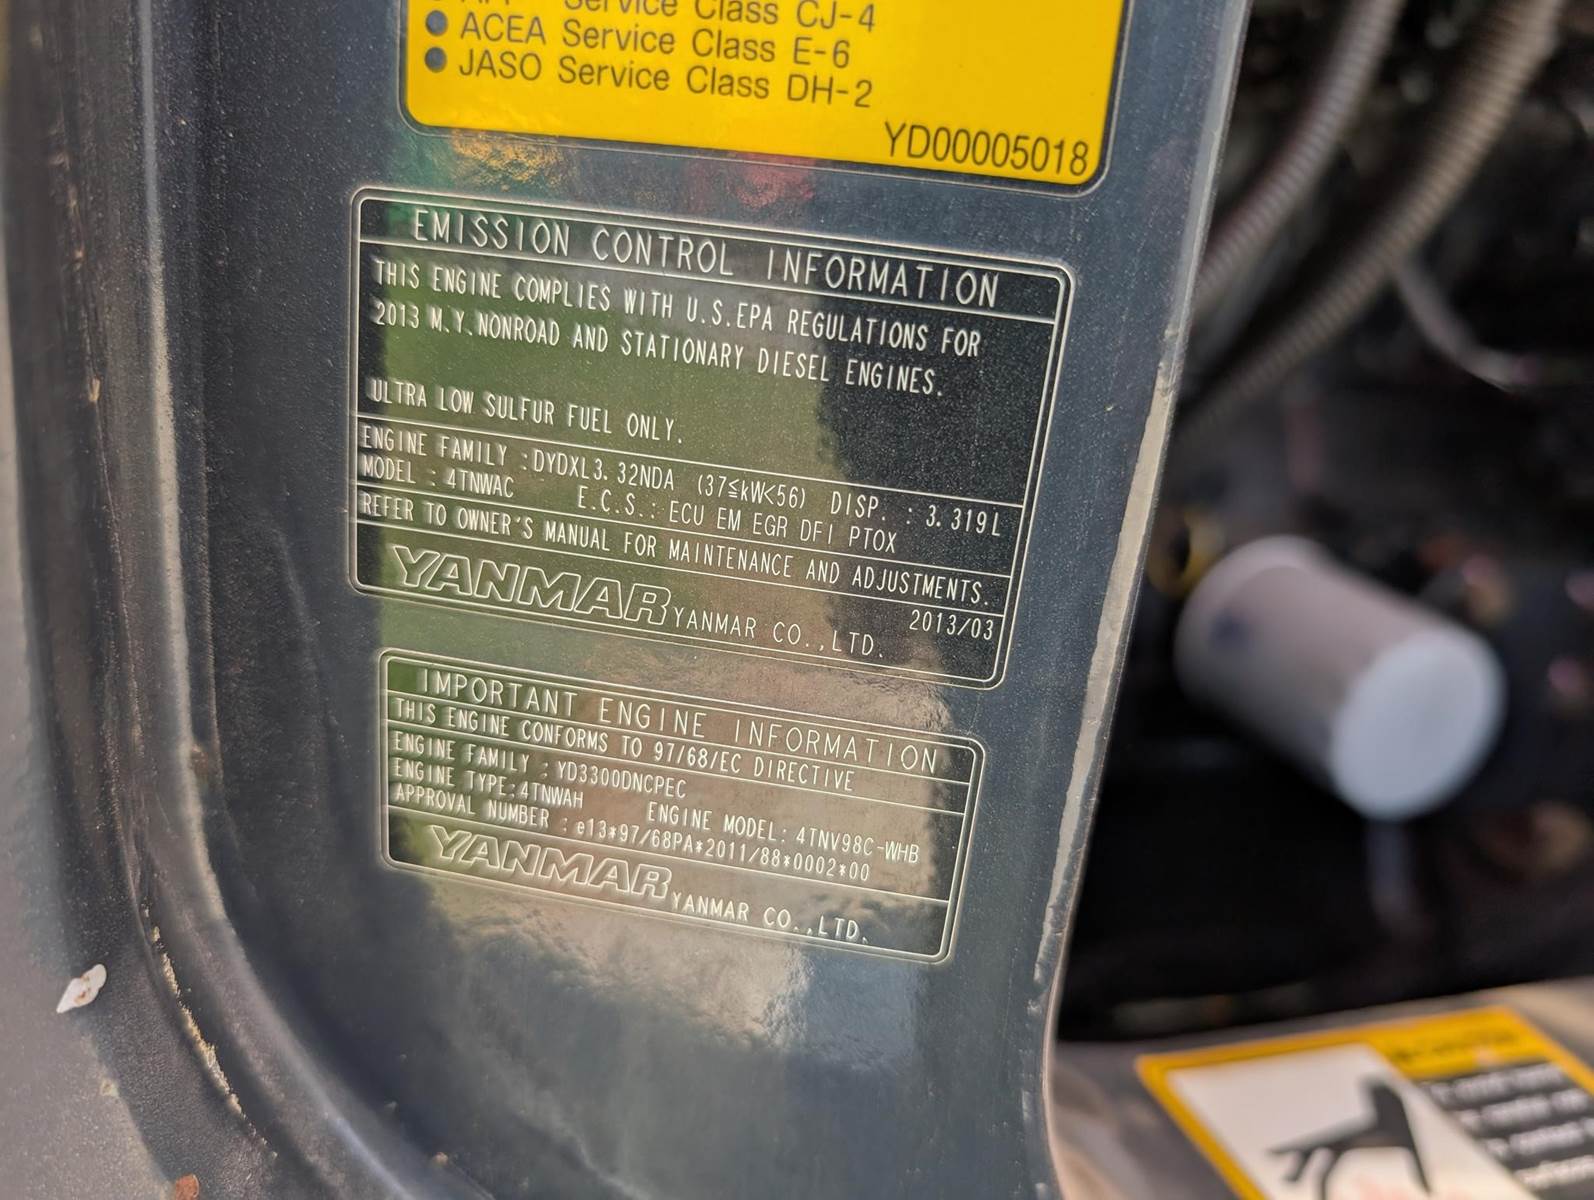 Service Class CJ-4
● ACEA Service Class E-6
● JASO Service Class DH-2
YD00005018
EMISSION CONTROL INFORMATION
THIS ENGINE COMPLIES WITH U.S.EPA REGULATIONS FOR
2013 M.Y.NONROAD AND STATIONARY DIESEL ENGINES.
ULTRA LOW SULFUR FUEL ONLY.
ENGINE FAMILY :DYDXL3.32NDA (37≦kW<56) DISP. : 3.319L
MODEL : 4TNWAC E.C.S.: ECU EM EGR DFI PTOX
REFER TO OWNER'S MANUAL FOR MAINTENANCE AND ADJUSTMENTS.
YANMAR YANMAR CO.,LTD. 2013/03
IMPORTANT ENGINE INFORMATION
THIS ENGINE CONFORMS TO 97/68/EC DIRECTIVE
ENGINE FAMILY : YD3300DNCPEC
ENGINE TYPE:4TNWAH ENGINE MODEL: 4TNV98C-WHB
APPROVAL NUMBER : e13*97/68PA*2011/88*0002*00
YANMAR YANMAR CO.,LTD.